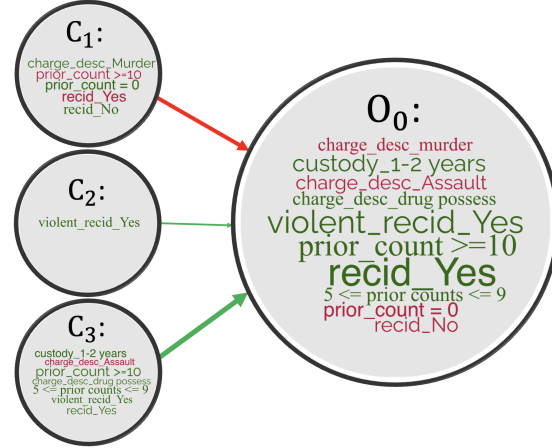 C1:
charge_desc_Murder
prior_count >=10
prior_count = 0
recid_Yes
recid_No
C2:
violent_recid_Yes
C3:
custody_1-2 years
charge_desc_Assault
prior_count >=10
charge_desc_drug possess
5 <= prior counts <= 9
violent_recid_Yes
recid_Yes
O0:
charge_desc_murder
custody_1-2 years
charge_desc_Assault
charge_desc_drug possess
violent_recid_Yes
prior_count >=10
recid_Yes
5 <= prior counts <= 9
prior_count = 0
recid_No